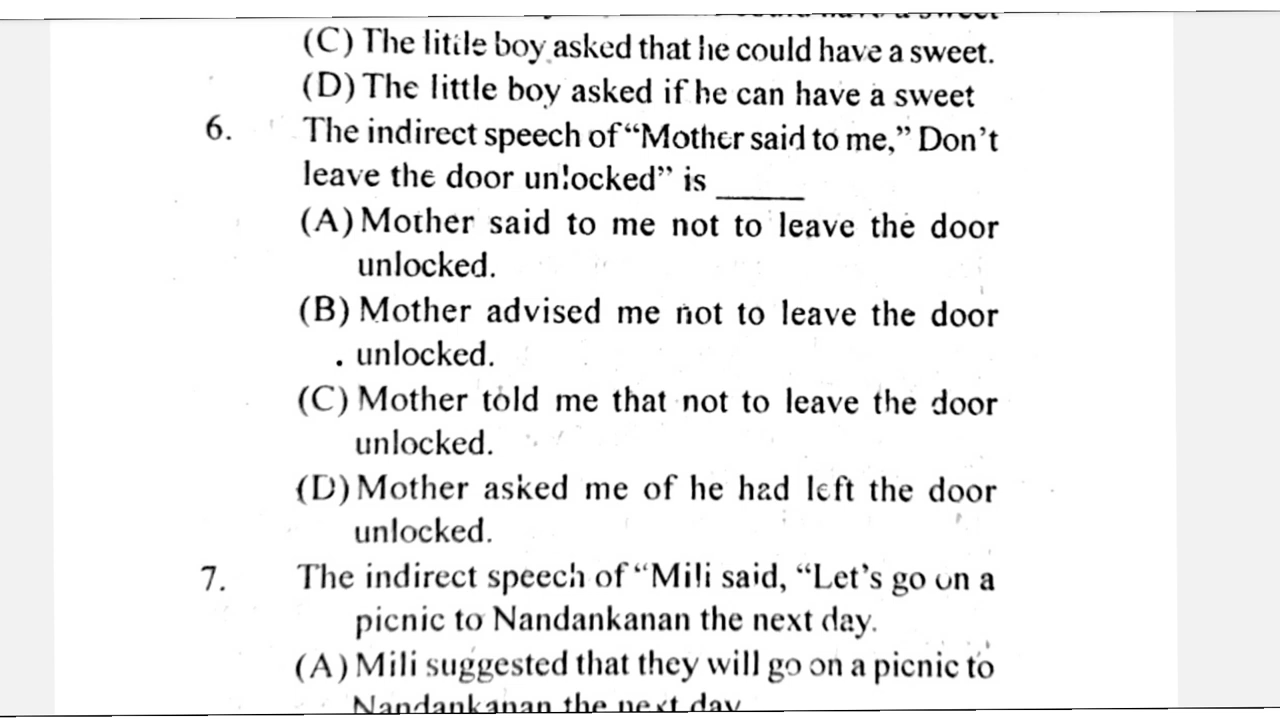 (C) The little boy asked that he could have a sweet.
(D) The little boy asked if he can have a sweet
6. The indirect speech of “Mother said to me,” Don’t
leave the door unlocked” is _____
(A) Mother said to me not to leave the door
unlocked.
(B) Mother advised me not to leave the door
unlocked.
(C) Mother told me that not to leave the door
unlocked.
(D) Mother asked me of he had left the door
unlocked.
7. The indirect speech of “Mili said, “Let’s go on a
picnic to Nandankanan the next day.
(A) Mili suggested that they will go on a picnic to
Nandankanan the next day